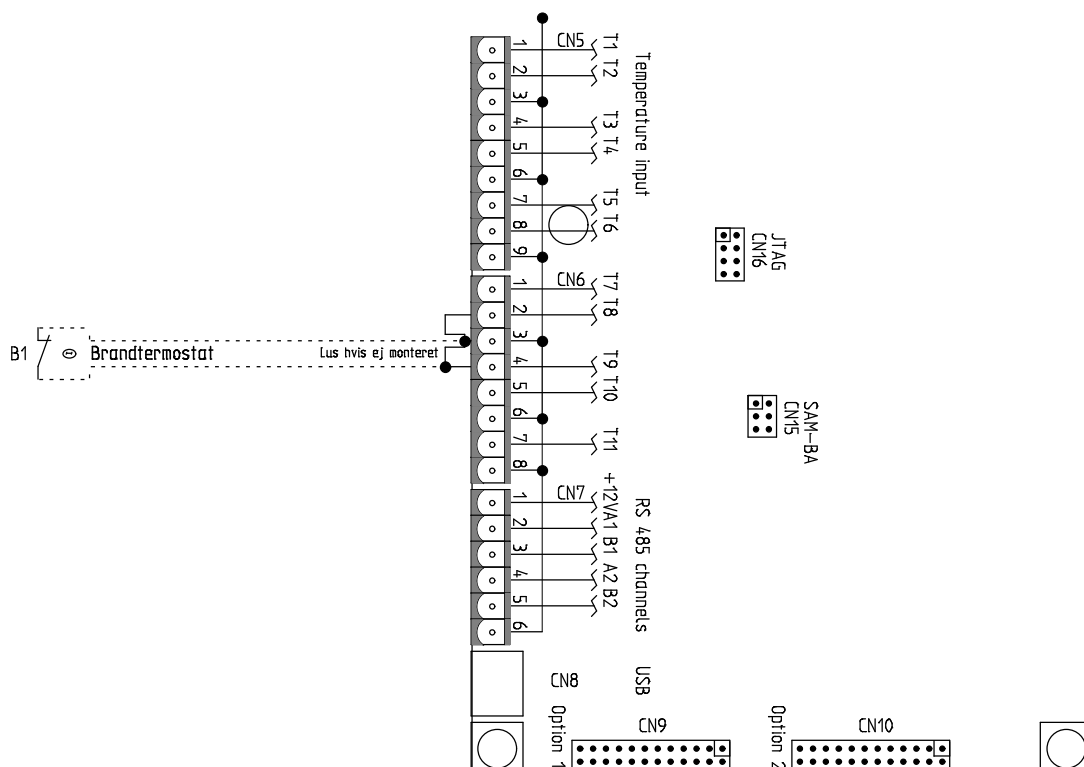 CN5
1 T1
2 T2
3
4 T3
5 T4
6
7 T5
8 T6
9
Temperature input
JTAG
CN16
CN6
1 T7
2 T8
3
4 T9
5 T10
6
7 T11
8
B1
Brandtermostat
Lus hvis ej monteret
SAM-BA
CN15
CN7
1 +12V
2 A1
3 B1
4 A2
5 B2
6
RS 485 channels
CN8
USB
Option 1
CN9
Option 2
CN10